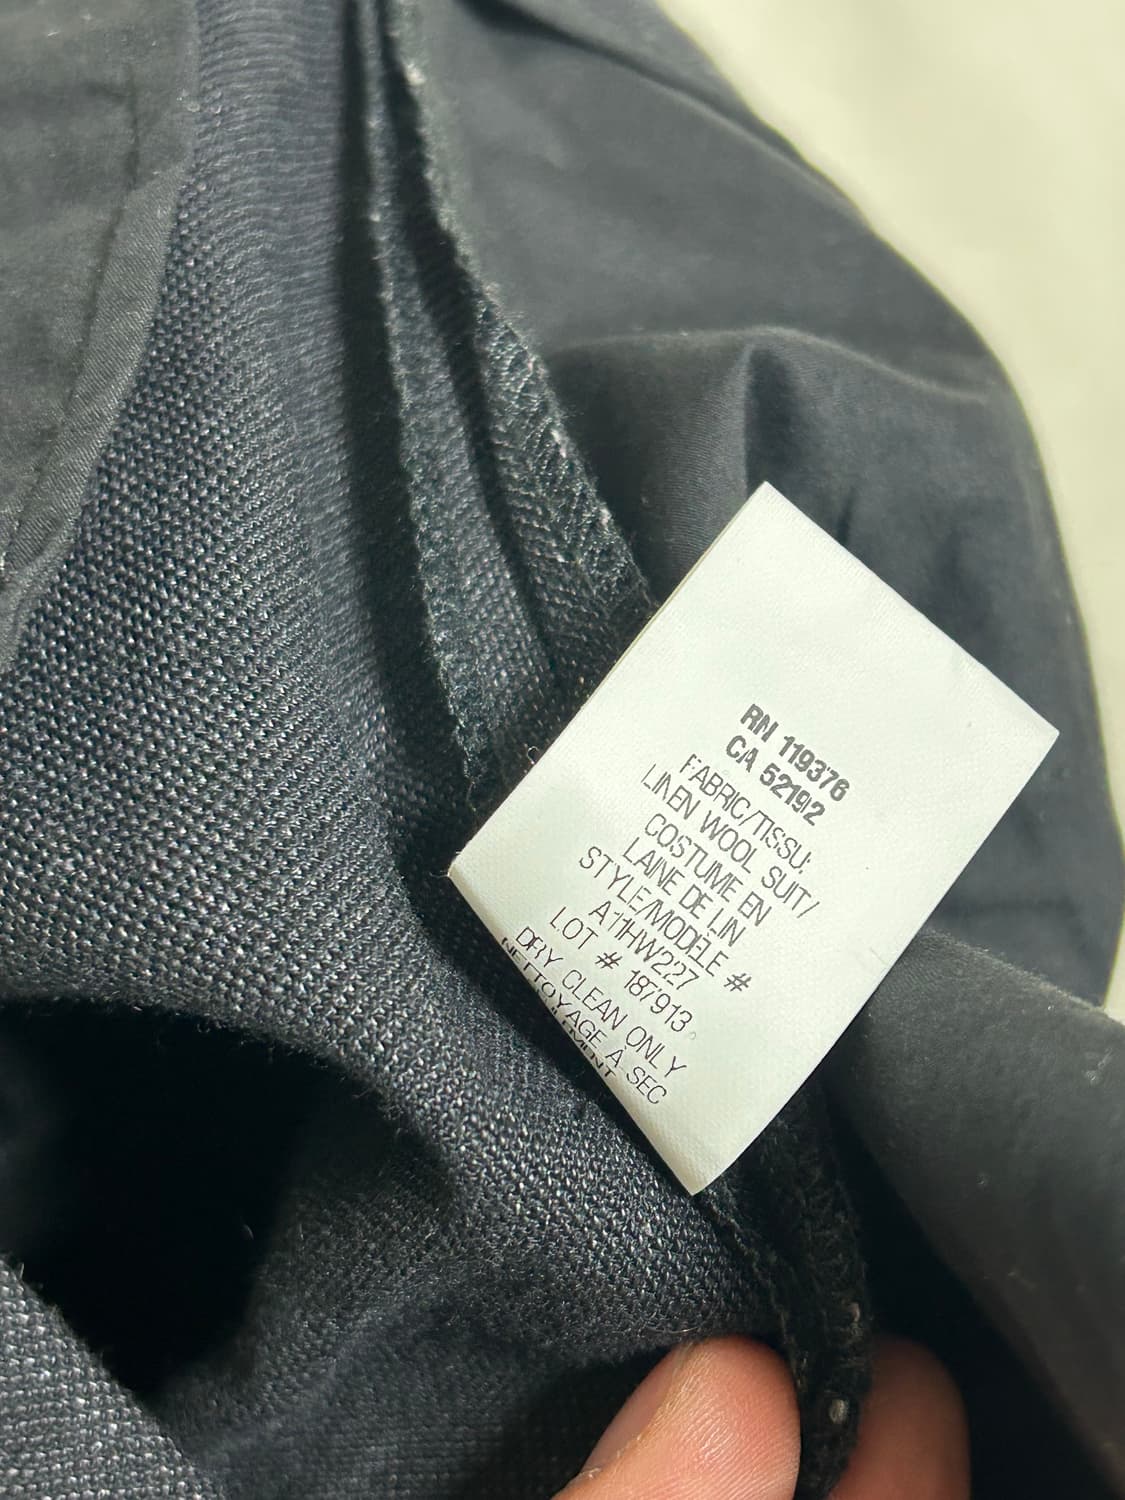 RN 119376
CA 52192
FABRIC/TISSU:
LINEN WOOL SUIT/
COSTUME EN
LAINE DE LIN
STYLE/MODELE #
A11HW227
LOT # 187913
DRY CLEAN ONLY
NETTOYAGE À SEC